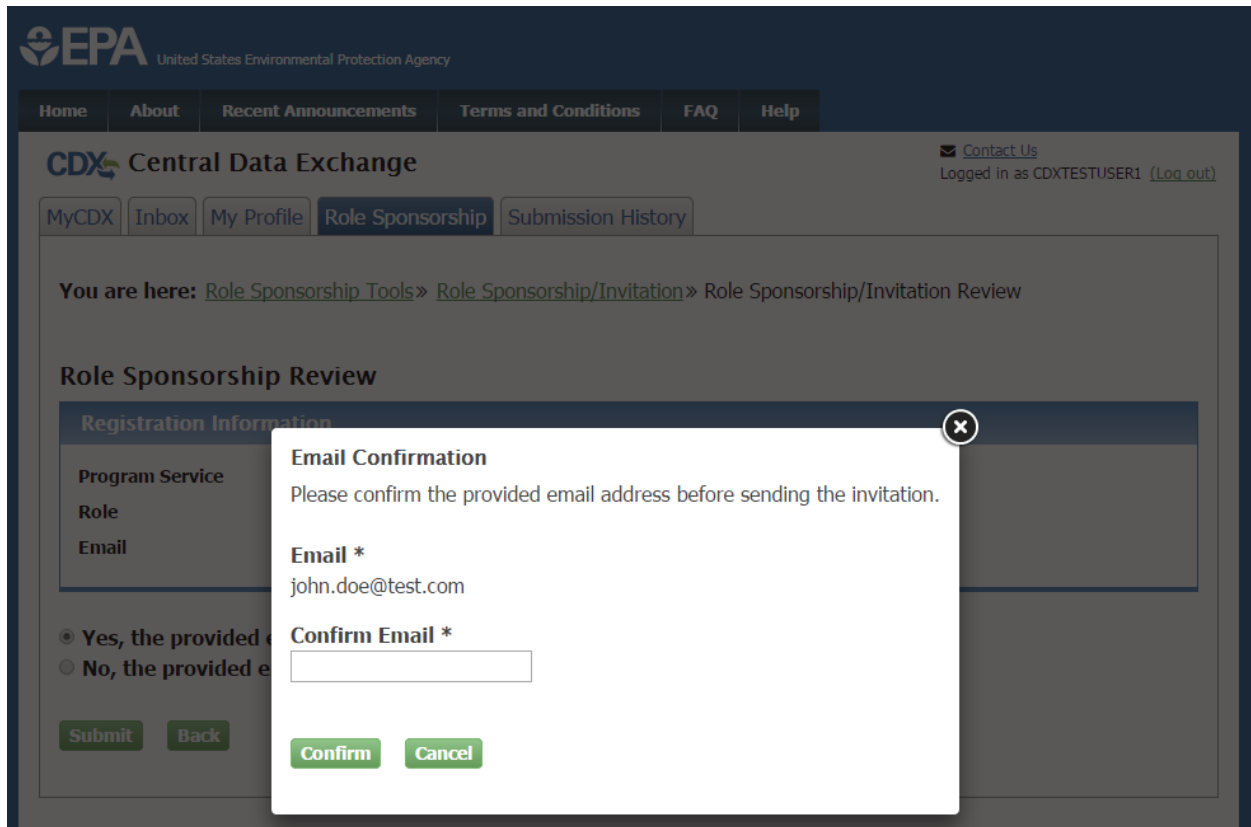 EPA United States Environmental Protection Agency
Home About Recent Announcements Terms and Conditions FAQ Help
CDX Central Data Exchange
Contact Us
Logged in as CDXTESTUSER1 (Log out)
MyCDX Inbox My Profile Role Sponsorship Submission History
You are here: Role Sponsorship Tools» Role Sponsorship/Invitation» Role Sponsorship/Invitation Review
Role Sponsorship Review
Registration Information
Program Service
Role
Email
Yes, the provided
No, the provided
Submit Back
Email Confirmation
Please confirm the provided email address before sending the invitation.
Email *
john.doe@test.com
Confirm Email *
Confirm Cancel